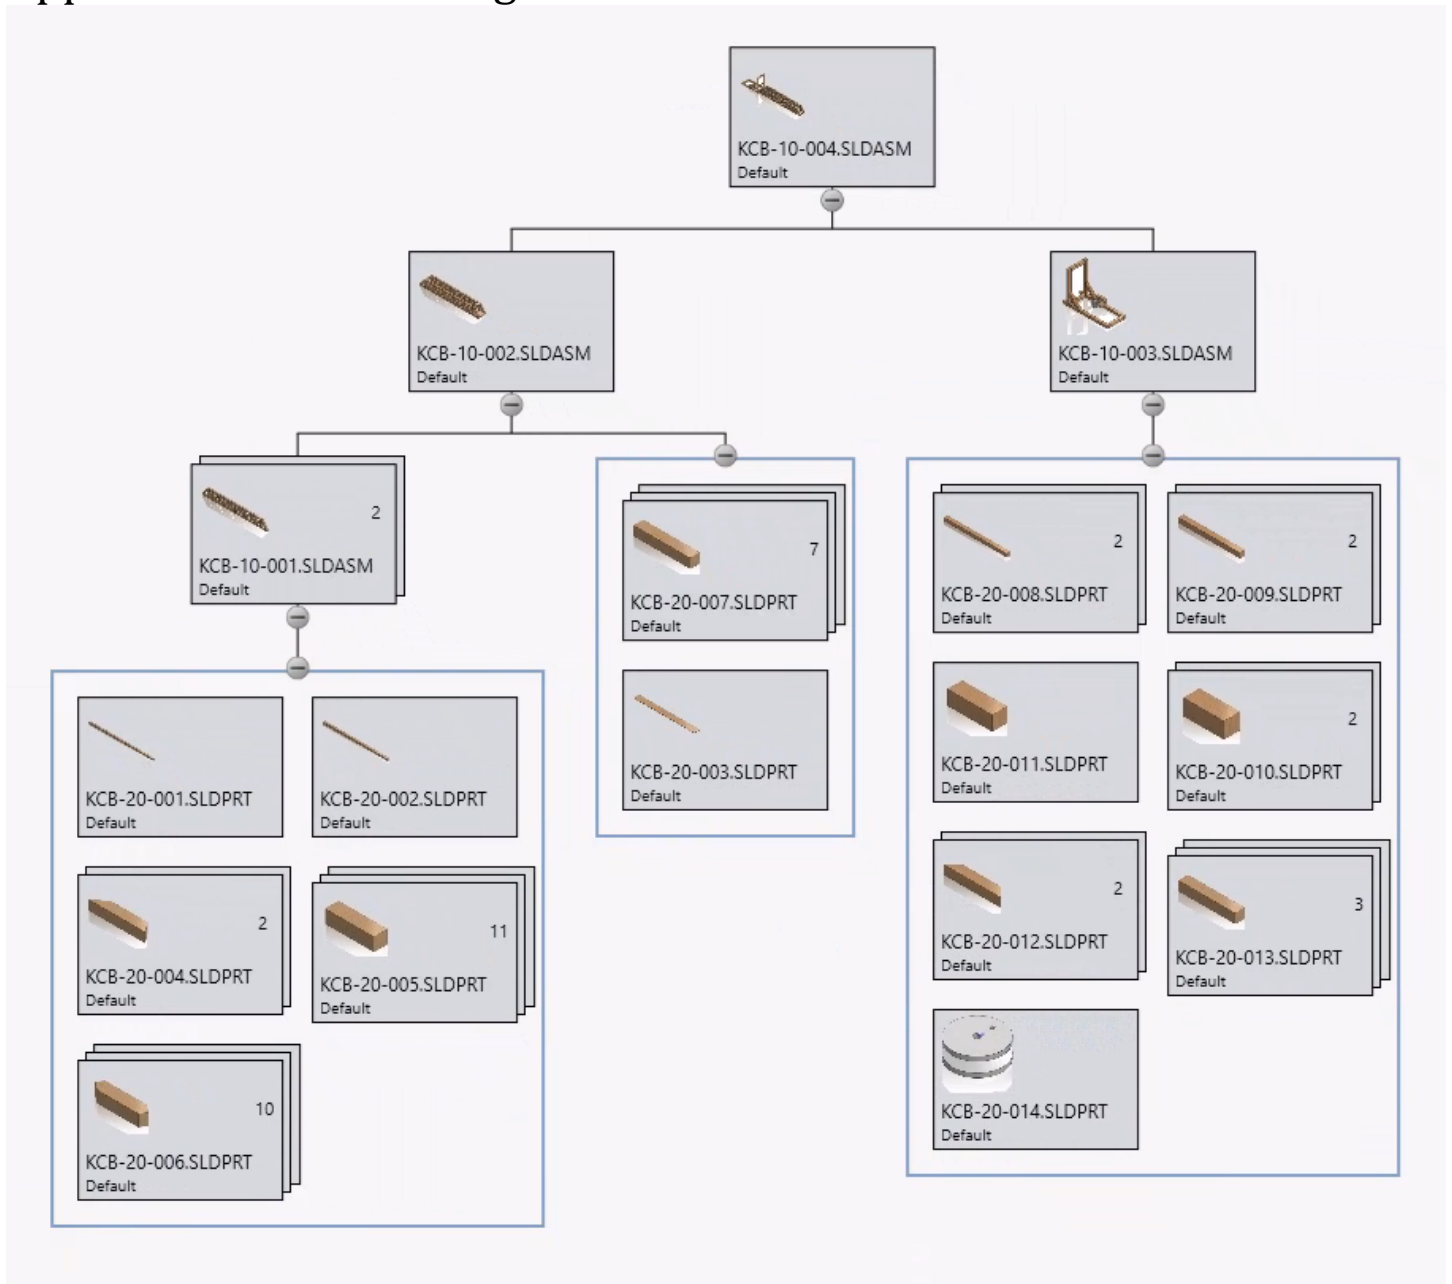 KCB-10-004.SLDASM
Default
KCB-10-002.SLDASM
Default
KCB-10-003.SLDASM
Default
2
KCB-10-001.SLDASM
Default
7
KCB-20-007.SLDPRT
Default
KCB-20-003.SLDPRT
Default
2
KCB-20-008.SLDPRT
Default
2
KCB-20-009.SLDPRT
Default
KCB-20-011.SLDPRT
Default
2
KCB-20-010.SLDPRT
Default
2
KCB-20-012.SLDPRT
Default
3
KCB-20-013.SLDPRT
Default
KCB-20-014.SLDPRT
Default
KCB-20-001.SLDPRT
Default
KCB-20-002.SLDPRT
Default
2
KCB-20-004.SLDPRT
Default
11
KCB-20-005.SLDPRT
Default
10
KCB-20-006.SLDPRT
Default